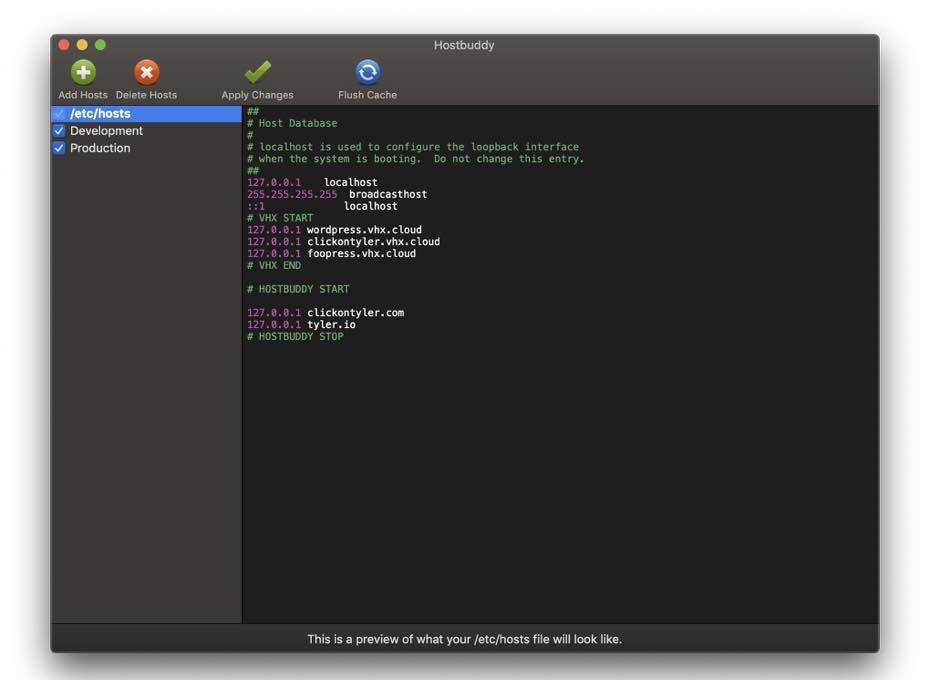 Hostbuddy
Add Hosts Delete Hosts Apply Changes Flush Cache
/etc/hosts
Development
Production
##
# Host Database
#
# localhost is used to configure the loopback interface
# when the system is booting.  Do not change this entry.
##
127.0.0.1    localhost
255.255.255.255  broadcasthost
::1             localhost
# VHX START
127.0.0.1 wordpress.vhx.cloud
127.0.0.1 clickontyler.vhx.cloud
127.0.0.1 foopress.vhx.cloud
# VHX END
# HOSTBUDDY START
127.0.0.1 clickontyler.com
127.0.0.1 tyler.io
# HOSTBUDDY STOP
This is a preview of what your /etc/hosts file will look like.